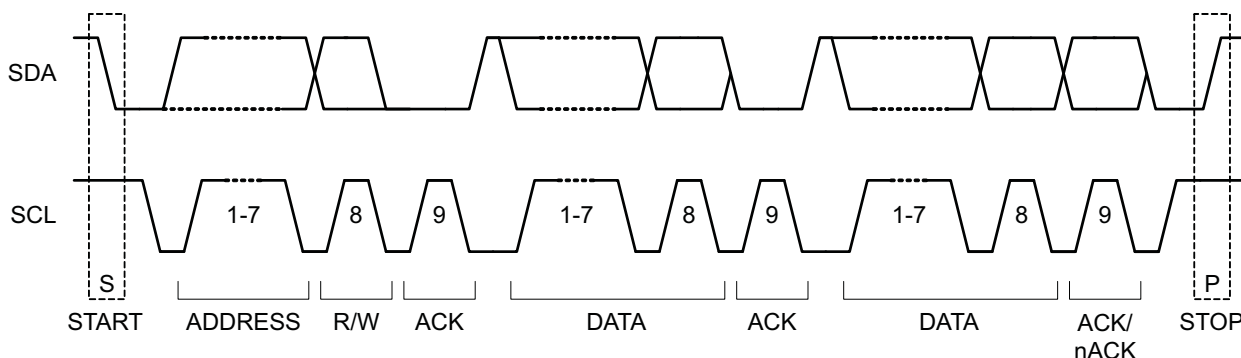 SDA
SCL
1-7 8 9 1-7 8 9 1-7 8 9
S P
START ADDRESS R/W ACK DATA ACK DATA ACK/ STOP
nACK